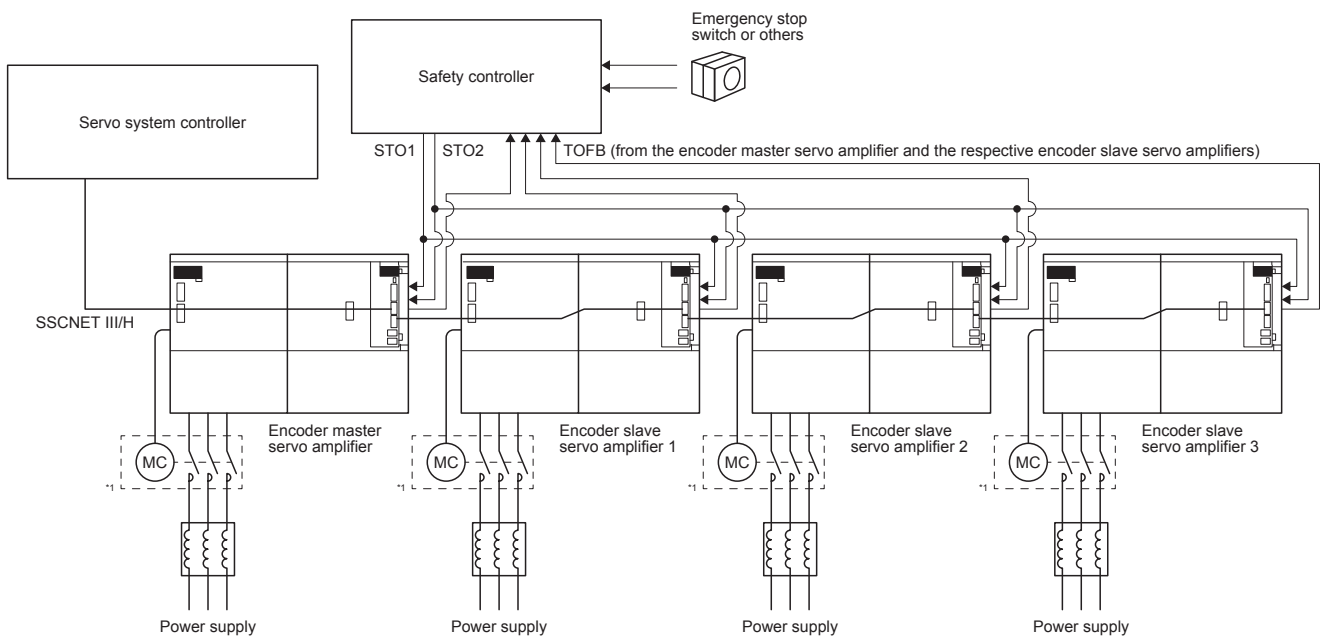 Emergency stop
switch or others
Safety controller
Servo system controller
STO1
STO2
TOFB (from the encoder master servo amplifier and the respective encoder slave servo amplifiers)
SSCNET III/H
Encoder master
servo amplifier
Encoder slave
servo amplifier 1
Encoder slave
servo amplifier 2
Encoder slave
servo amplifier 3
MC
MC
MC
MC
*1
*1
*1
*1
Power supply
Power supply
Power supply
Power supply